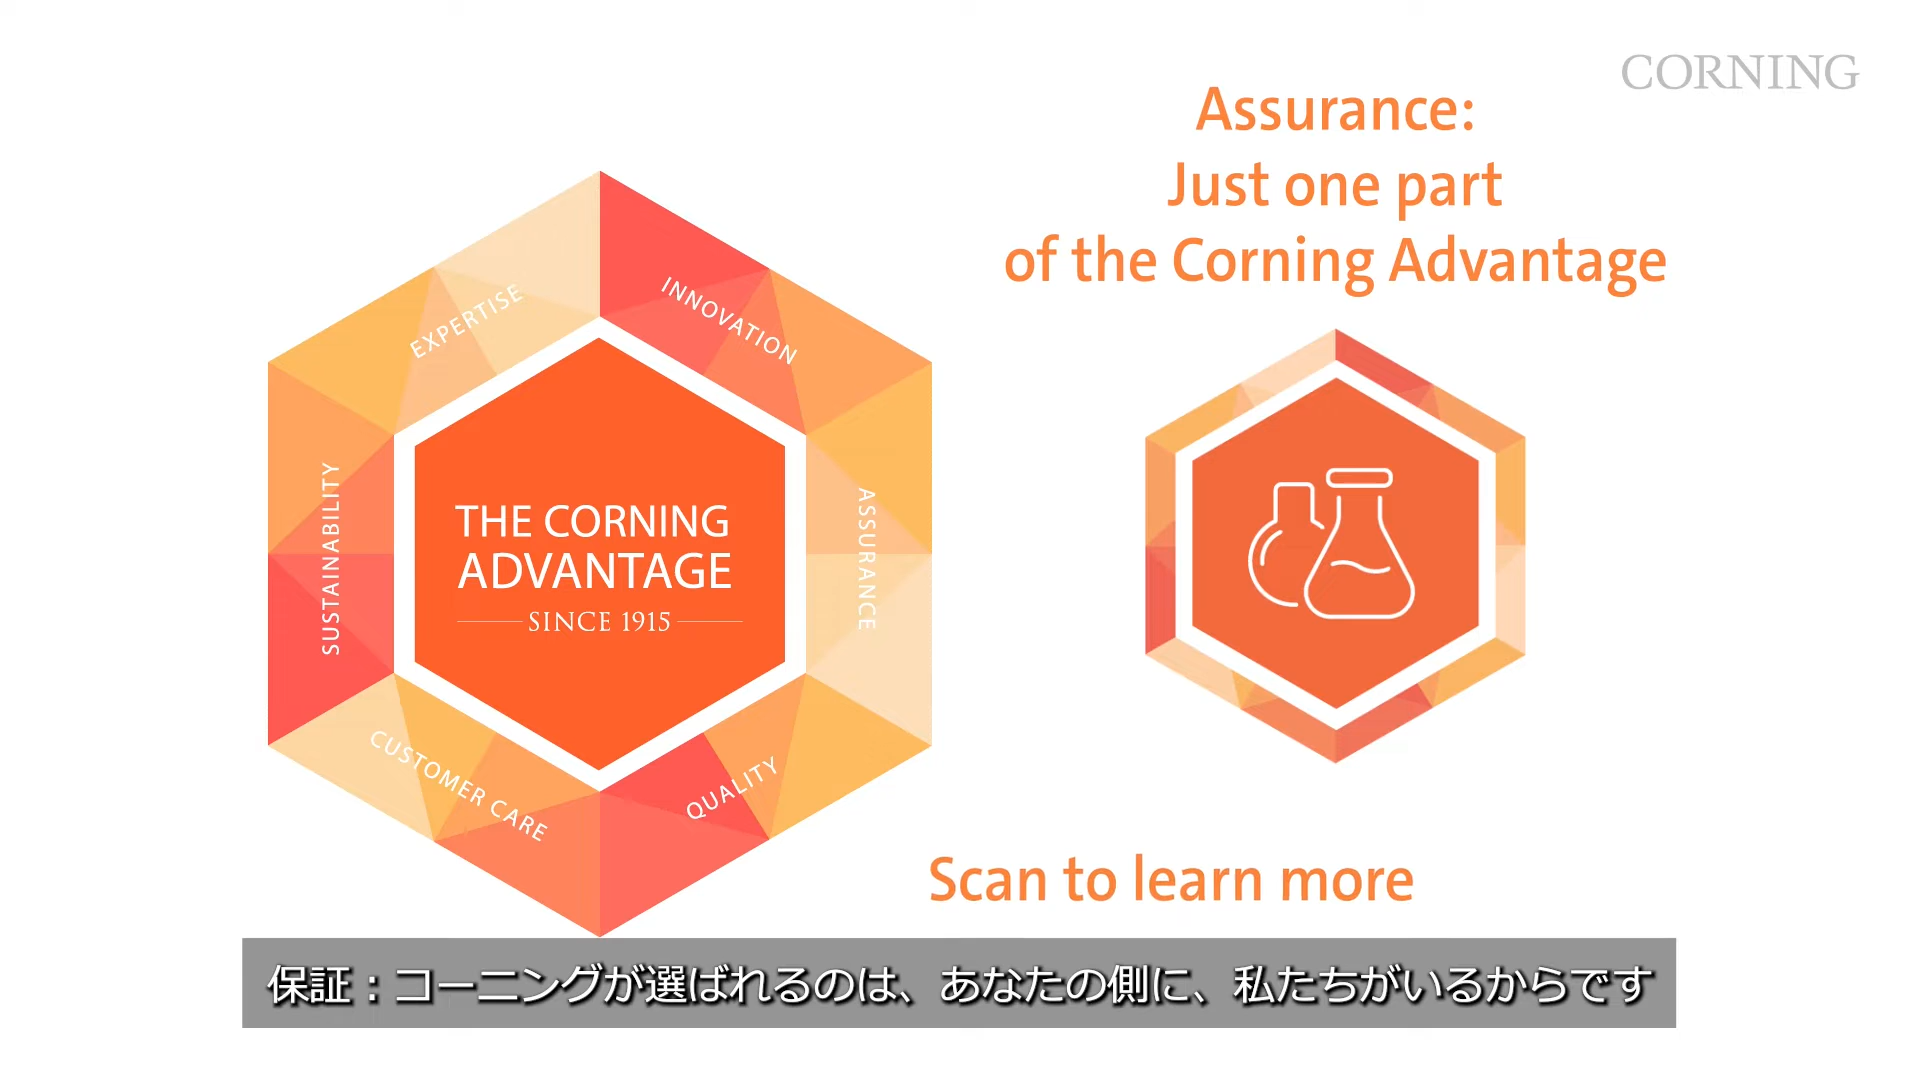 CORNING
Assurance:
Just one part
of the Corning Advantage
EXPERTISE
INNOVATION
SUSTAINABILITY
ASSURANCE
THE CORNING
ADVANTAGE
SINCE 1915
CUSTOMER CARE
QUALITY
Scan to learn more
保証：コーニングが選ばれるのは、あなたの側に、私たちがいるからです